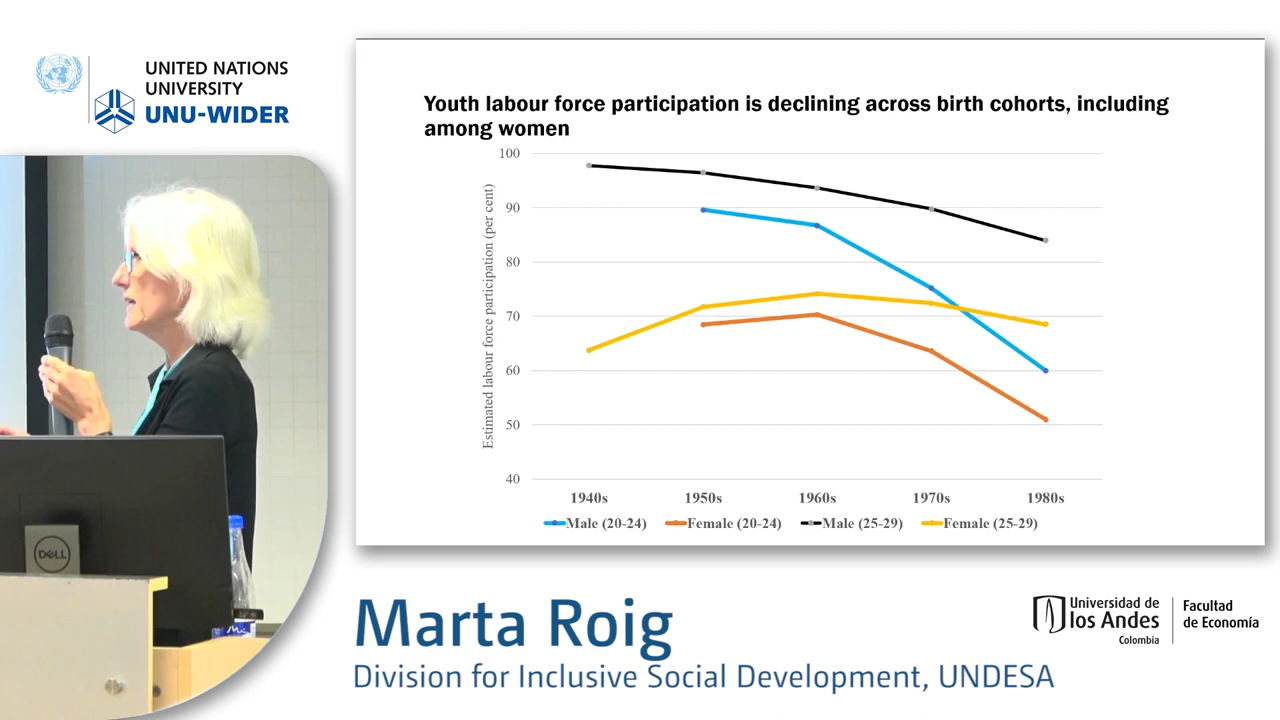 UNITED NATIONS
UNIVERSITY
UNU-WIDER
Youth labour force participation is declining across birth cohorts, including
among women
Estimated labour force participation (per cent)
100
90
80
70
60
50
40
1940s 1950s 1960s 1970s 1980s
Male (20-24) Female (20-24) Male (25-29) Female (25-29)
DELL
Marta Roig
Division for Inclusive Social Development, UNDESA
Universidad de
los Andes
Colombia
Facultad
de Economía